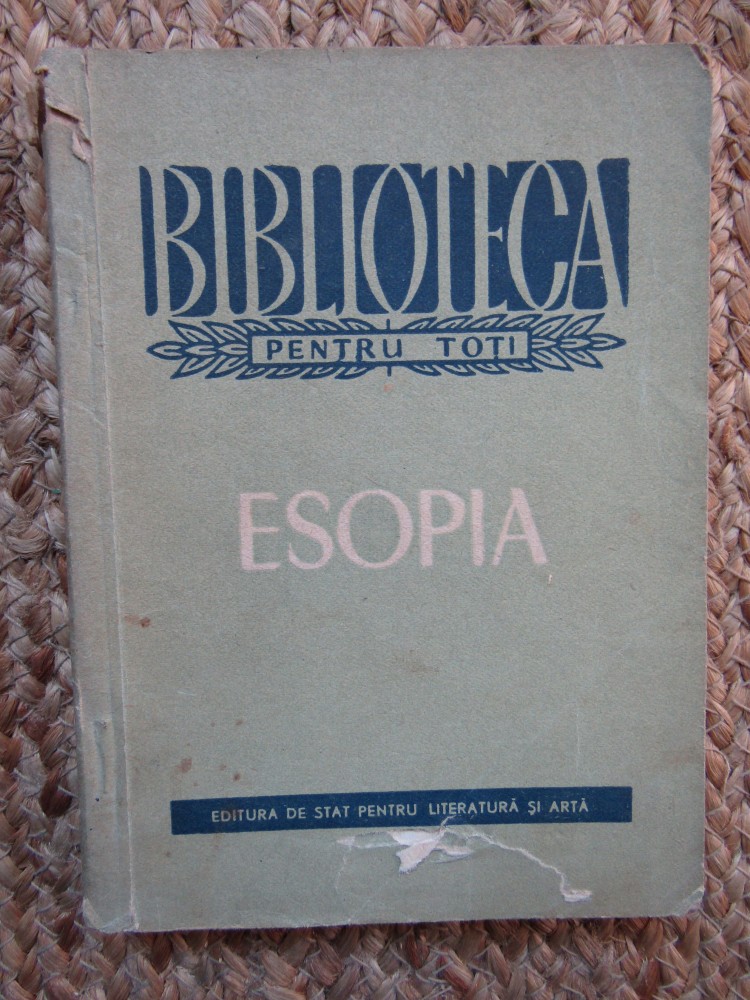 BIBLIOTECA
PENTRU TOȚI
ESOPIA
EDITURA DE STAT PENTRU LITERATURĂ ȘI ARTĂ